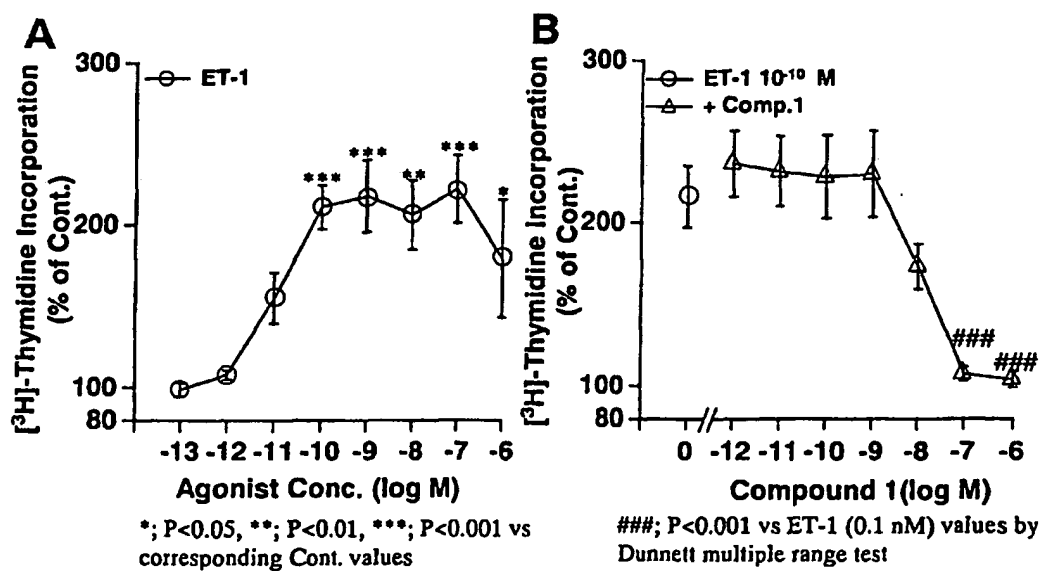 A
[³H]-Thymidine Incorporation
(% of Cont.)
300
200
100
80
ET-1
***
***
**
***
*
-13 -12 -11 -10 -9 -8 -7 -6
Agonist Conc. (log M)
*; P<0.05, **; P<0.01, ***; P<0.001 vs
corresponding Cont. values
B
[³H]-Thymidine Incorporation
(% of Cont.)
300
200
100
80
ET-1 10⁻¹⁰ M
+ Comp.1
###
###
0 -12 -11 -10 -9 -8 -7 -6
Compound 1(log M)
###; P<0.001 vs ET-1 (0.1 nM) values by
Dunnett multiple range test